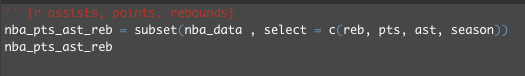 ```{r assists, points, rebounds}
nba_pts_ast_reb = subset(nba_data , select = c(reb, pts, ast, season))
nba_pts_ast_reb